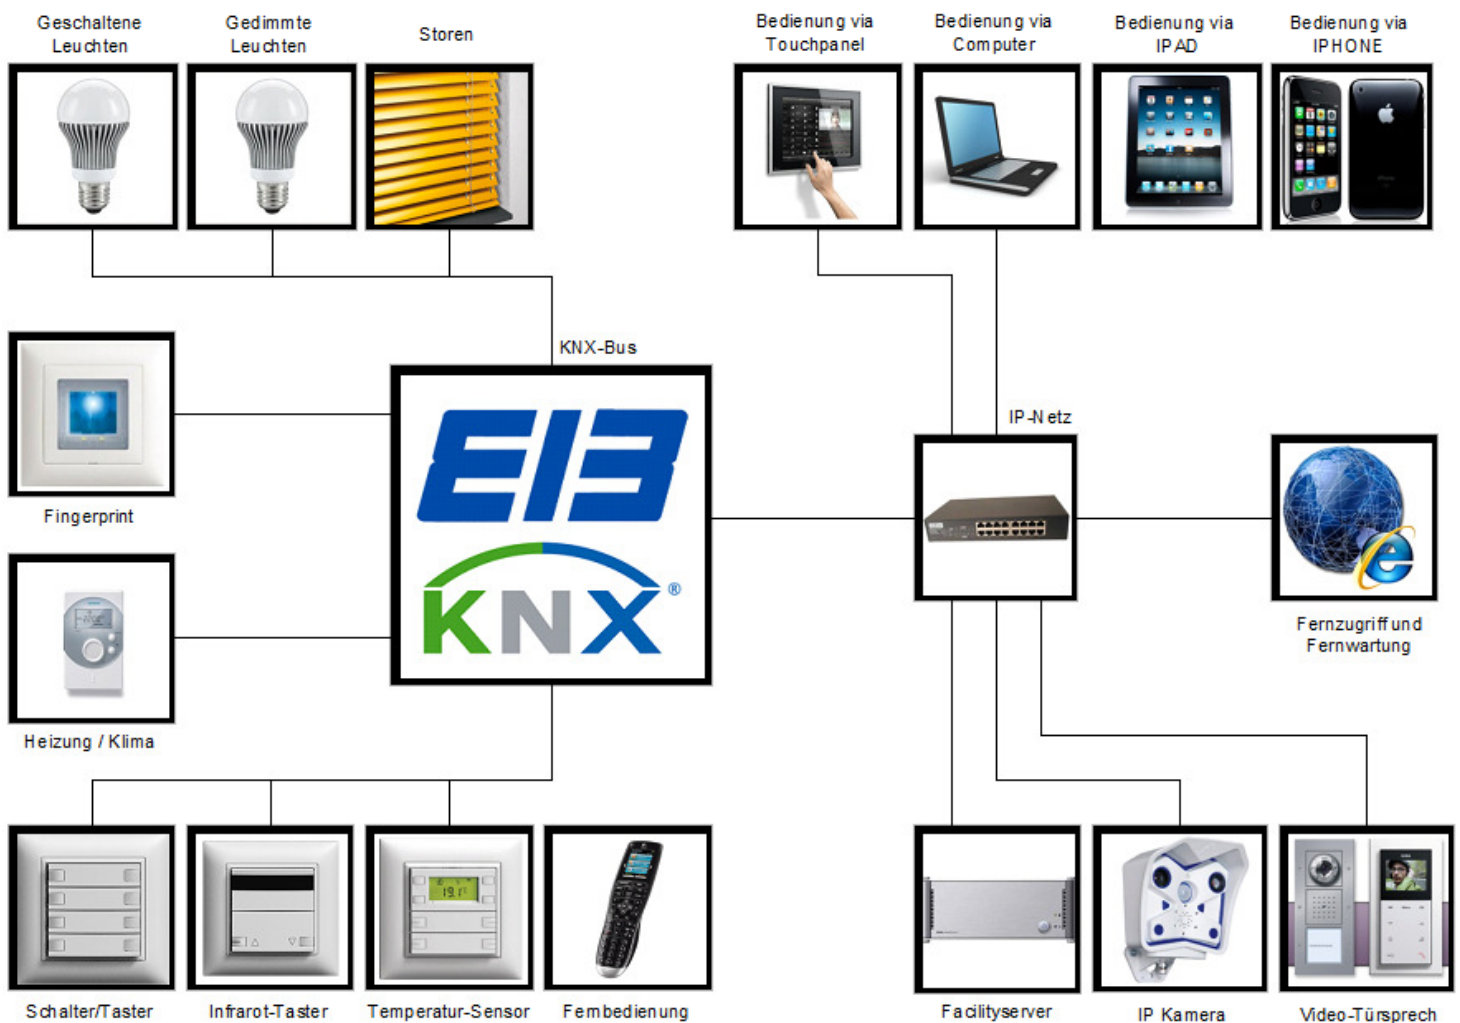 Geschaltene
Leuchten
Gedimmte
Leuchten
Storen
Bedienung via
Touchpanel
Bedienung via
Computer
Bedienung via
IPAD
Bedienung via
IPHONE
KNX-Bus
EIB
KNX®
IP-Netz
Fingerprint
Heizung / Klima
Fernzugriff und
Fernwartung
19.1°
Schalter/Taster
Infrarot-Taster
Temperatur-Sensor
Fernbedienung
Facilityserver
IP Kamera
Video-Türsprech